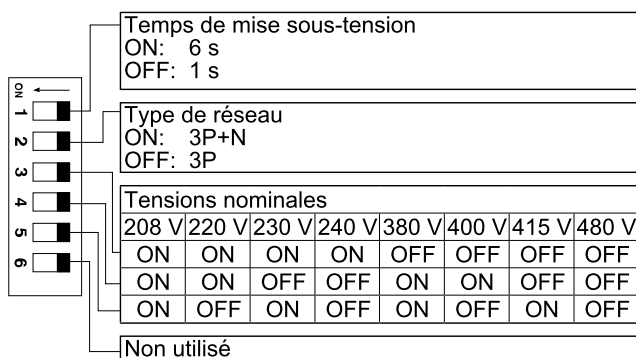 Temps de mise sous-tension
ON: 6 s
OFF: 1 s
ON
1
2
3
4
5
6
Type de réseau
ON: 3P+N
OFF: 3P
Tensions nominales
208 V 220 V 230 V 240 V 380 V 400 V 415 V 480 V
ON ON ON ON OFF OFF OFF OFF
ON ON OFF OFF ON ON OFF OFF
ON OFF ON OFF ON OFF ON OFF
Non utilisé